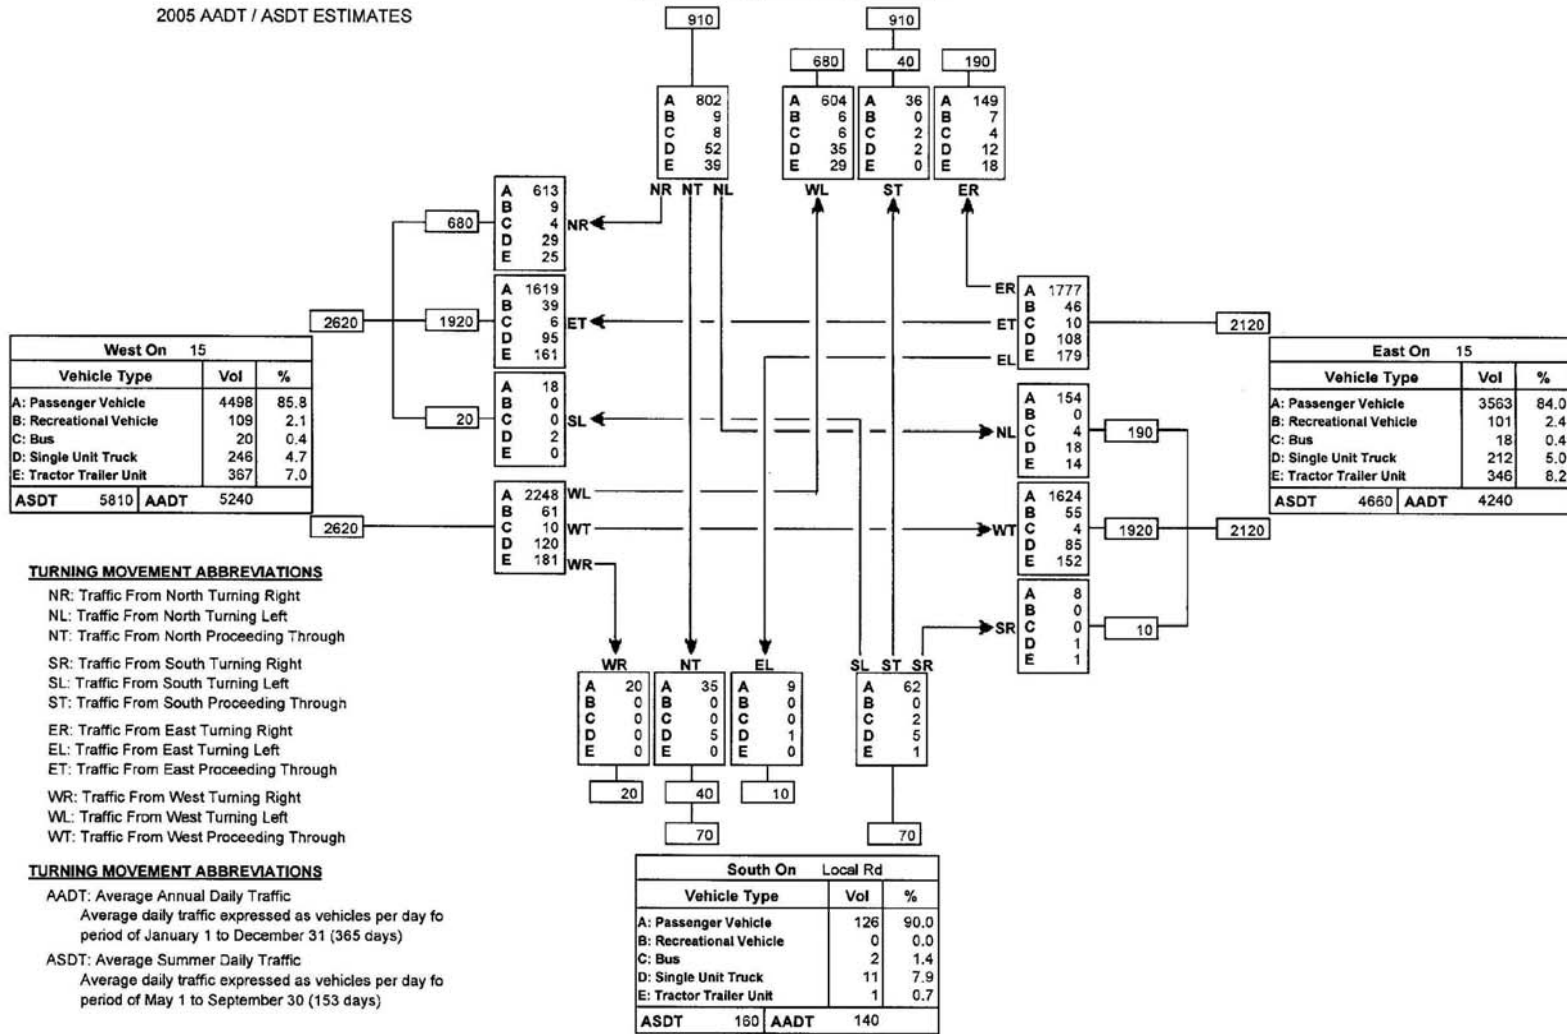 2005 AADT / ASDT ESTIMATES
910
910
680
40
190
A 802
B 9
C 8
D 52
E 39
A 604
B 6
C 6
D 35
E 29
A 36
B 0
C 2
D 2
E 0
A 149
B 7
C 4
D 12
E 18
NR NT NL
WL
ST
ER
680
A 613
B 9
C 4
D 29
E 25
NR
2620
1920
A 1619
B 39
C 6
D 95
E 161
ET
20
A 18
B 0
C 0
D 2
E 0
SL
2620
A 2248
B 61
C 10
D 120
E 181
WL
WT
WR
ER
ET
EL
A 1777
B 46
C 10
D 108
E 179
2120
NL
A 154
B 0
C 4
D 18
E 14
190
WT
A 1624
B 55
C 4
D 85
E 152
1920
2120
SR
A 8
B 0
C 0
D 1
E 1
10
West On 15
Vehicle Type Vol %
A: Passenger Vehicle 4498 85.8
B: Recreational Vehicle 109 2.1
C: Bus 20 0.4
D: Single Unit Truck 246 4.7
E: Tractor Trailer Unit 367 7.0
ASDT 5810 AADT 5240
East On 15
Vehicle Type Vol %
A: Passenger Vehicle 3563 84.0
B: Recreational Vehicle 101 2.4
C: Bus 18 0.4
D: Single Unit Truck 212 5.0
E: Tractor Trailer Unit 346 8.2
ASDT 4660 AADT 4240
WR
NT
EL
SL ST SR
A 20
B 0
C 0
D 0
E 0
A 35
B 0
C 0
D 5
E 0
A 9
B 0
C 0
D 1
E 0
A 62
B 0
C 2
D 5
E 1
20
40
10
70
70
South On Local Rd
Vehicle Type Vol %
A: Passenger Vehicle 126 90.0
B: Recreational Vehicle 0 0.0
C: Bus 2 1.4
D: Single Unit Truck 11 7.9
E: Tractor Trailer Unit 1 0.7
ASDT 160 AADT 140
TURNING MOVEMENT ABBREVIATIONS
NR: Traffic From North Turning Right
NL: Traffic From North Turning Left
NT: Traffic From North Proceeding Through
SR: Traffic From South Turning Right
SL: Traffic From South Turning Left
ST: Traffic From South Proceeding Through
ER: Traffic From East Turning Right
EL: Traffic From East Turning Left
ET: Traffic From East Proceeding Through
WR: Traffic From West Turning Right
WL: Traffic From West Turning Left
WT: Traffic From West Proceeding Through
TURNING MOVEMENT ABBREVIATIONS
AADT: Average Annual Daily Traffic
Average daily traffic expressed as vehicles per day fo
period of January 1 to December 31 (365 days)
ASDT: Average Summer Daily Traffic
Average daily traffic expressed as vehicles per day fo
period of May 1 to September 30 (153 days)